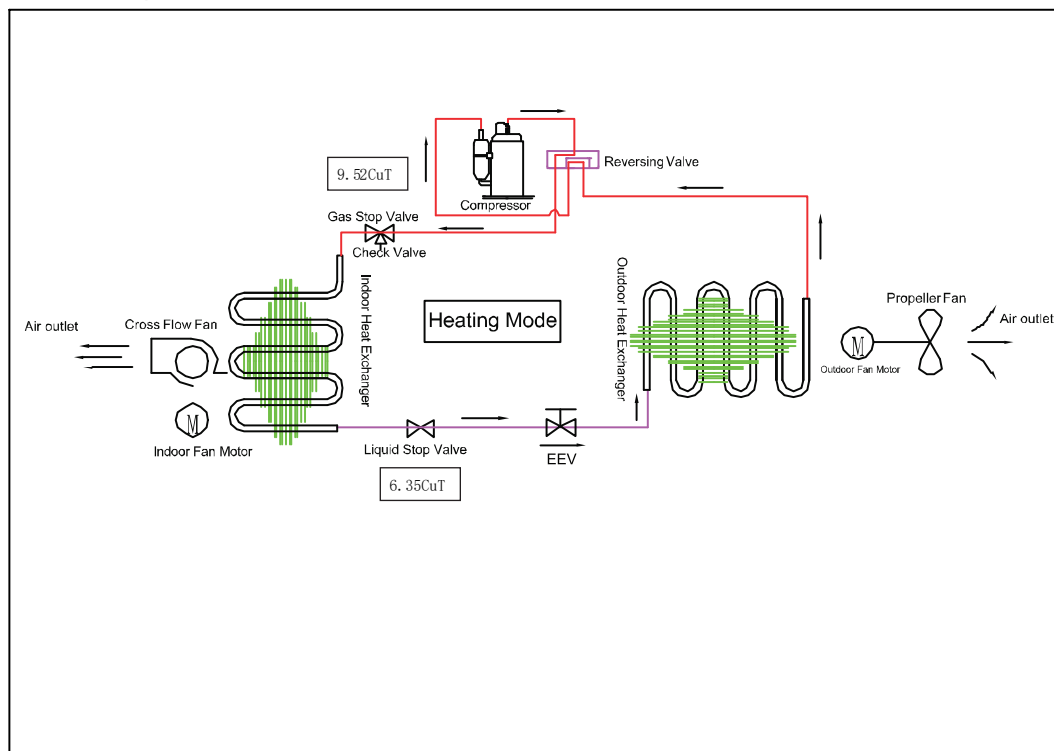 Reversing Valve
9.52CuT
Compressor
Gas Stop Valve
Check Valve
Indoor Heat Exchanger
Outdoor Heat Exchanger
Heating Mode
Propeller Fan
Air outlet
Cross Flow Fan
Air outlet
M
Outdoor Fan Motor
M
Indoor Fan Motor
Liquid Stop Valve
EEV
6.35CuT